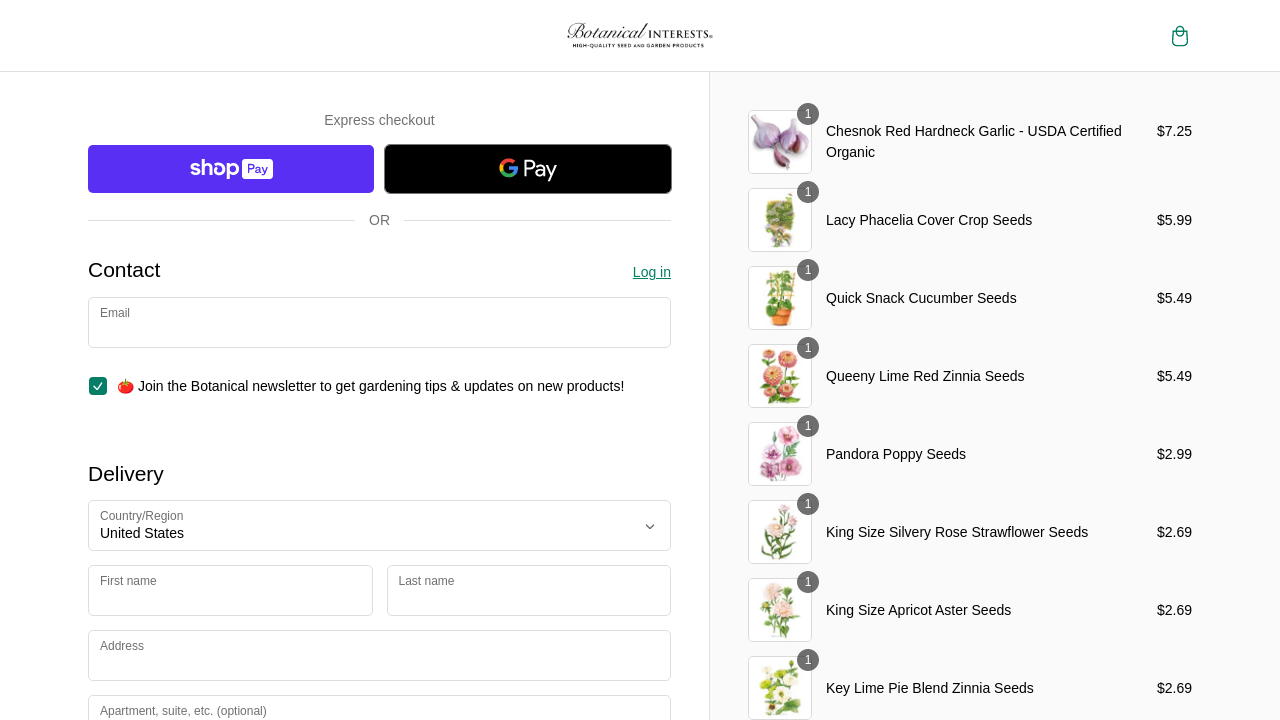 Botanical INTERESTS®
HIGH-QUALITY SEED AND GARDEN PRODUCTS
Express checkout
shop Pay
G Pay
OR
Contact
Log in
Email
🍅 Join the Botanical newsletter to get gardening tips & updates on new products!
Delivery
Country/Region
United States
First name
Last name
Address
Apartment, suite, etc. (optional)
1
Chesnok Red Hardneck Garlic - USDA Certified
Organic
$7.25
1
Lacy Phacelia Cover Crop Seeds
$5.99
1
Quick Snack Cucumber Seeds
$5.49
1
Queeny Lime Red Zinnia Seeds
$5.49
1
Pandora Poppy Seeds
$2.99
1
King Size Silvery Rose Strawflower Seeds
$2.69
1
King Size Apricot Aster Seeds
$2.69
1
Key Lime Pie Blend Zinnia Seeds
$2.69